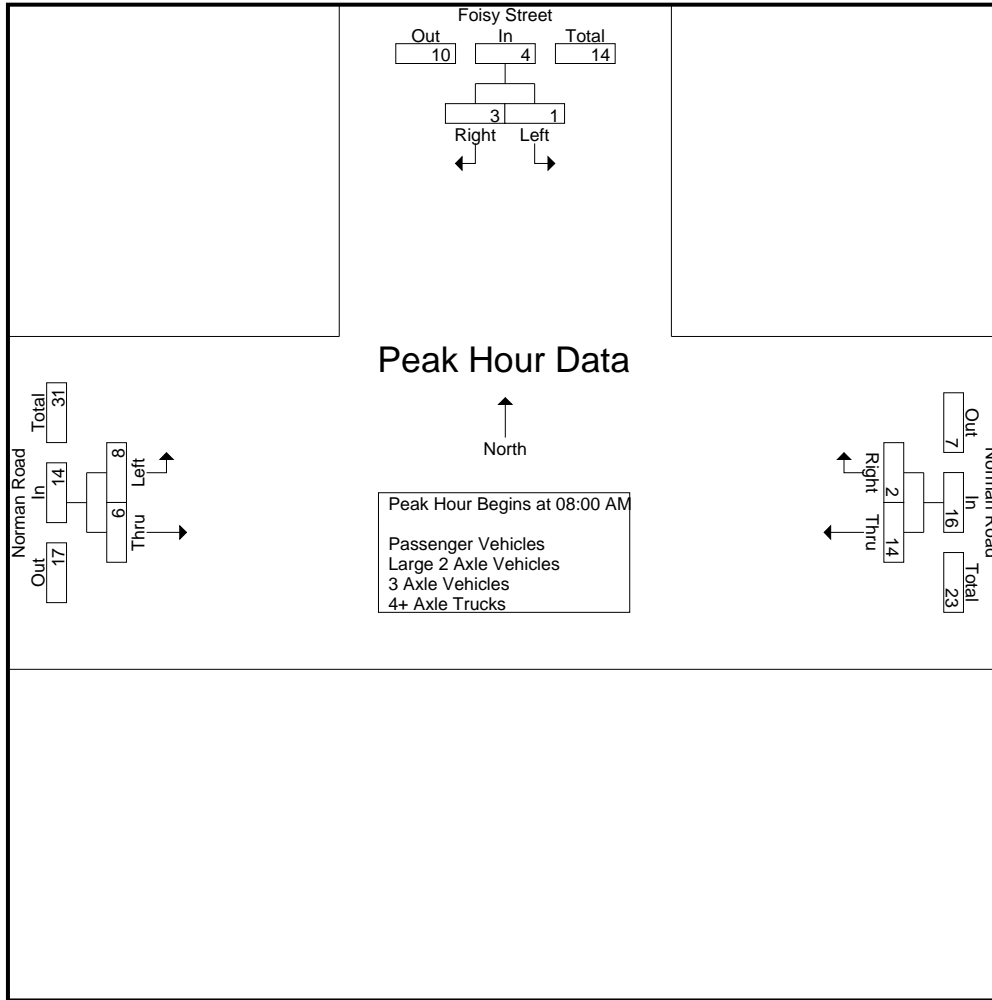 Foisy Street
Out In Total
10 4 14
3 1
Right Left
Peak Hour Data
North
Peak Hour Begins at 08:00 AM
Passenger Vehicles
Large 2 Axle Vehicles
3 Axle Vehicles
4+ Axle Trucks
Norman Road
Out In Total
17 14 31
6 8
Thru Left
Norman Road
Out In Total
7 16 23
2 14
Right Thru